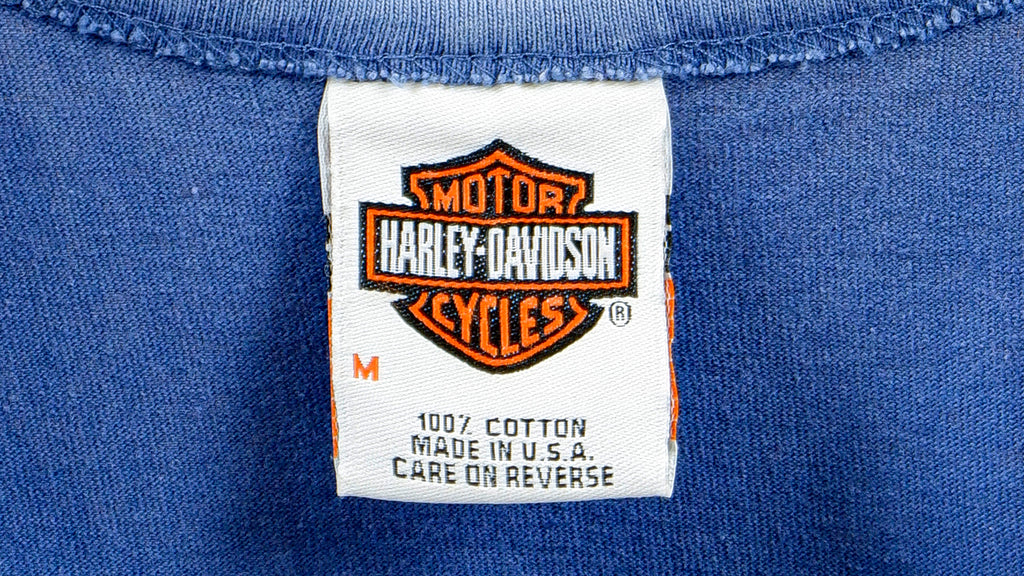 MOTOR
HARLEY-DAVIDSON
CYCLES
®
M
100% COTTON
MADE IN U.S.A.
CARE ON REVERSE